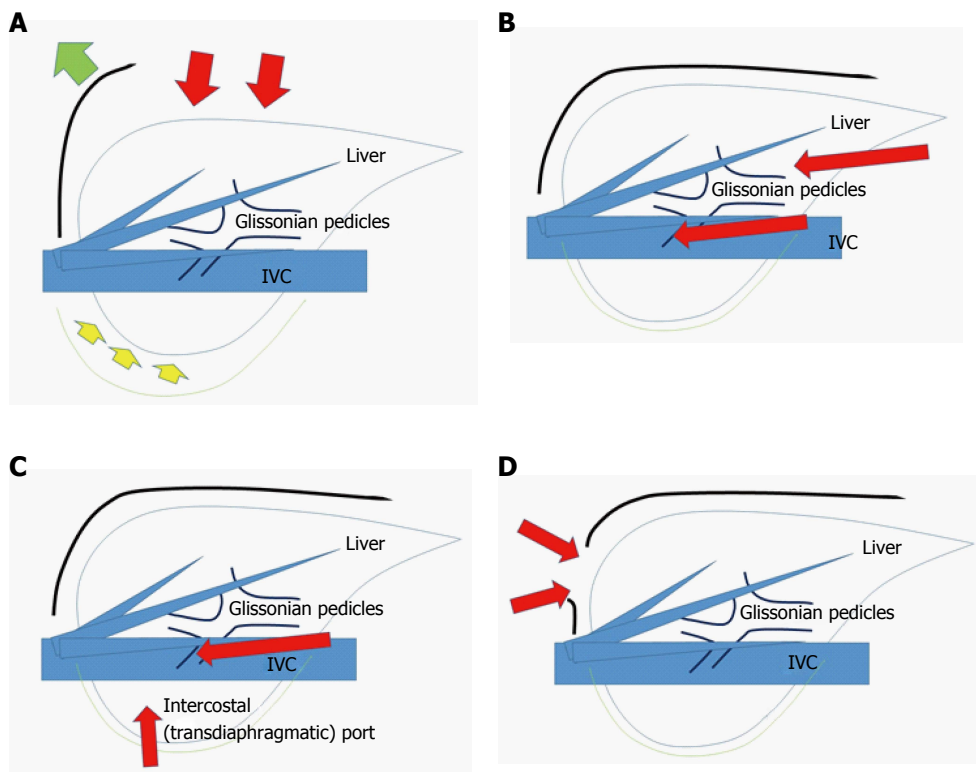 A
Liver
Glissonian pedicles
IVC
B
Liver
Glissonian pedicles
IVC
C
Liver
Glissonian pedicles
IVC
Intercostal
(transdiaphragmatic) port
D
Liver
Glissonian pedicles
IVC